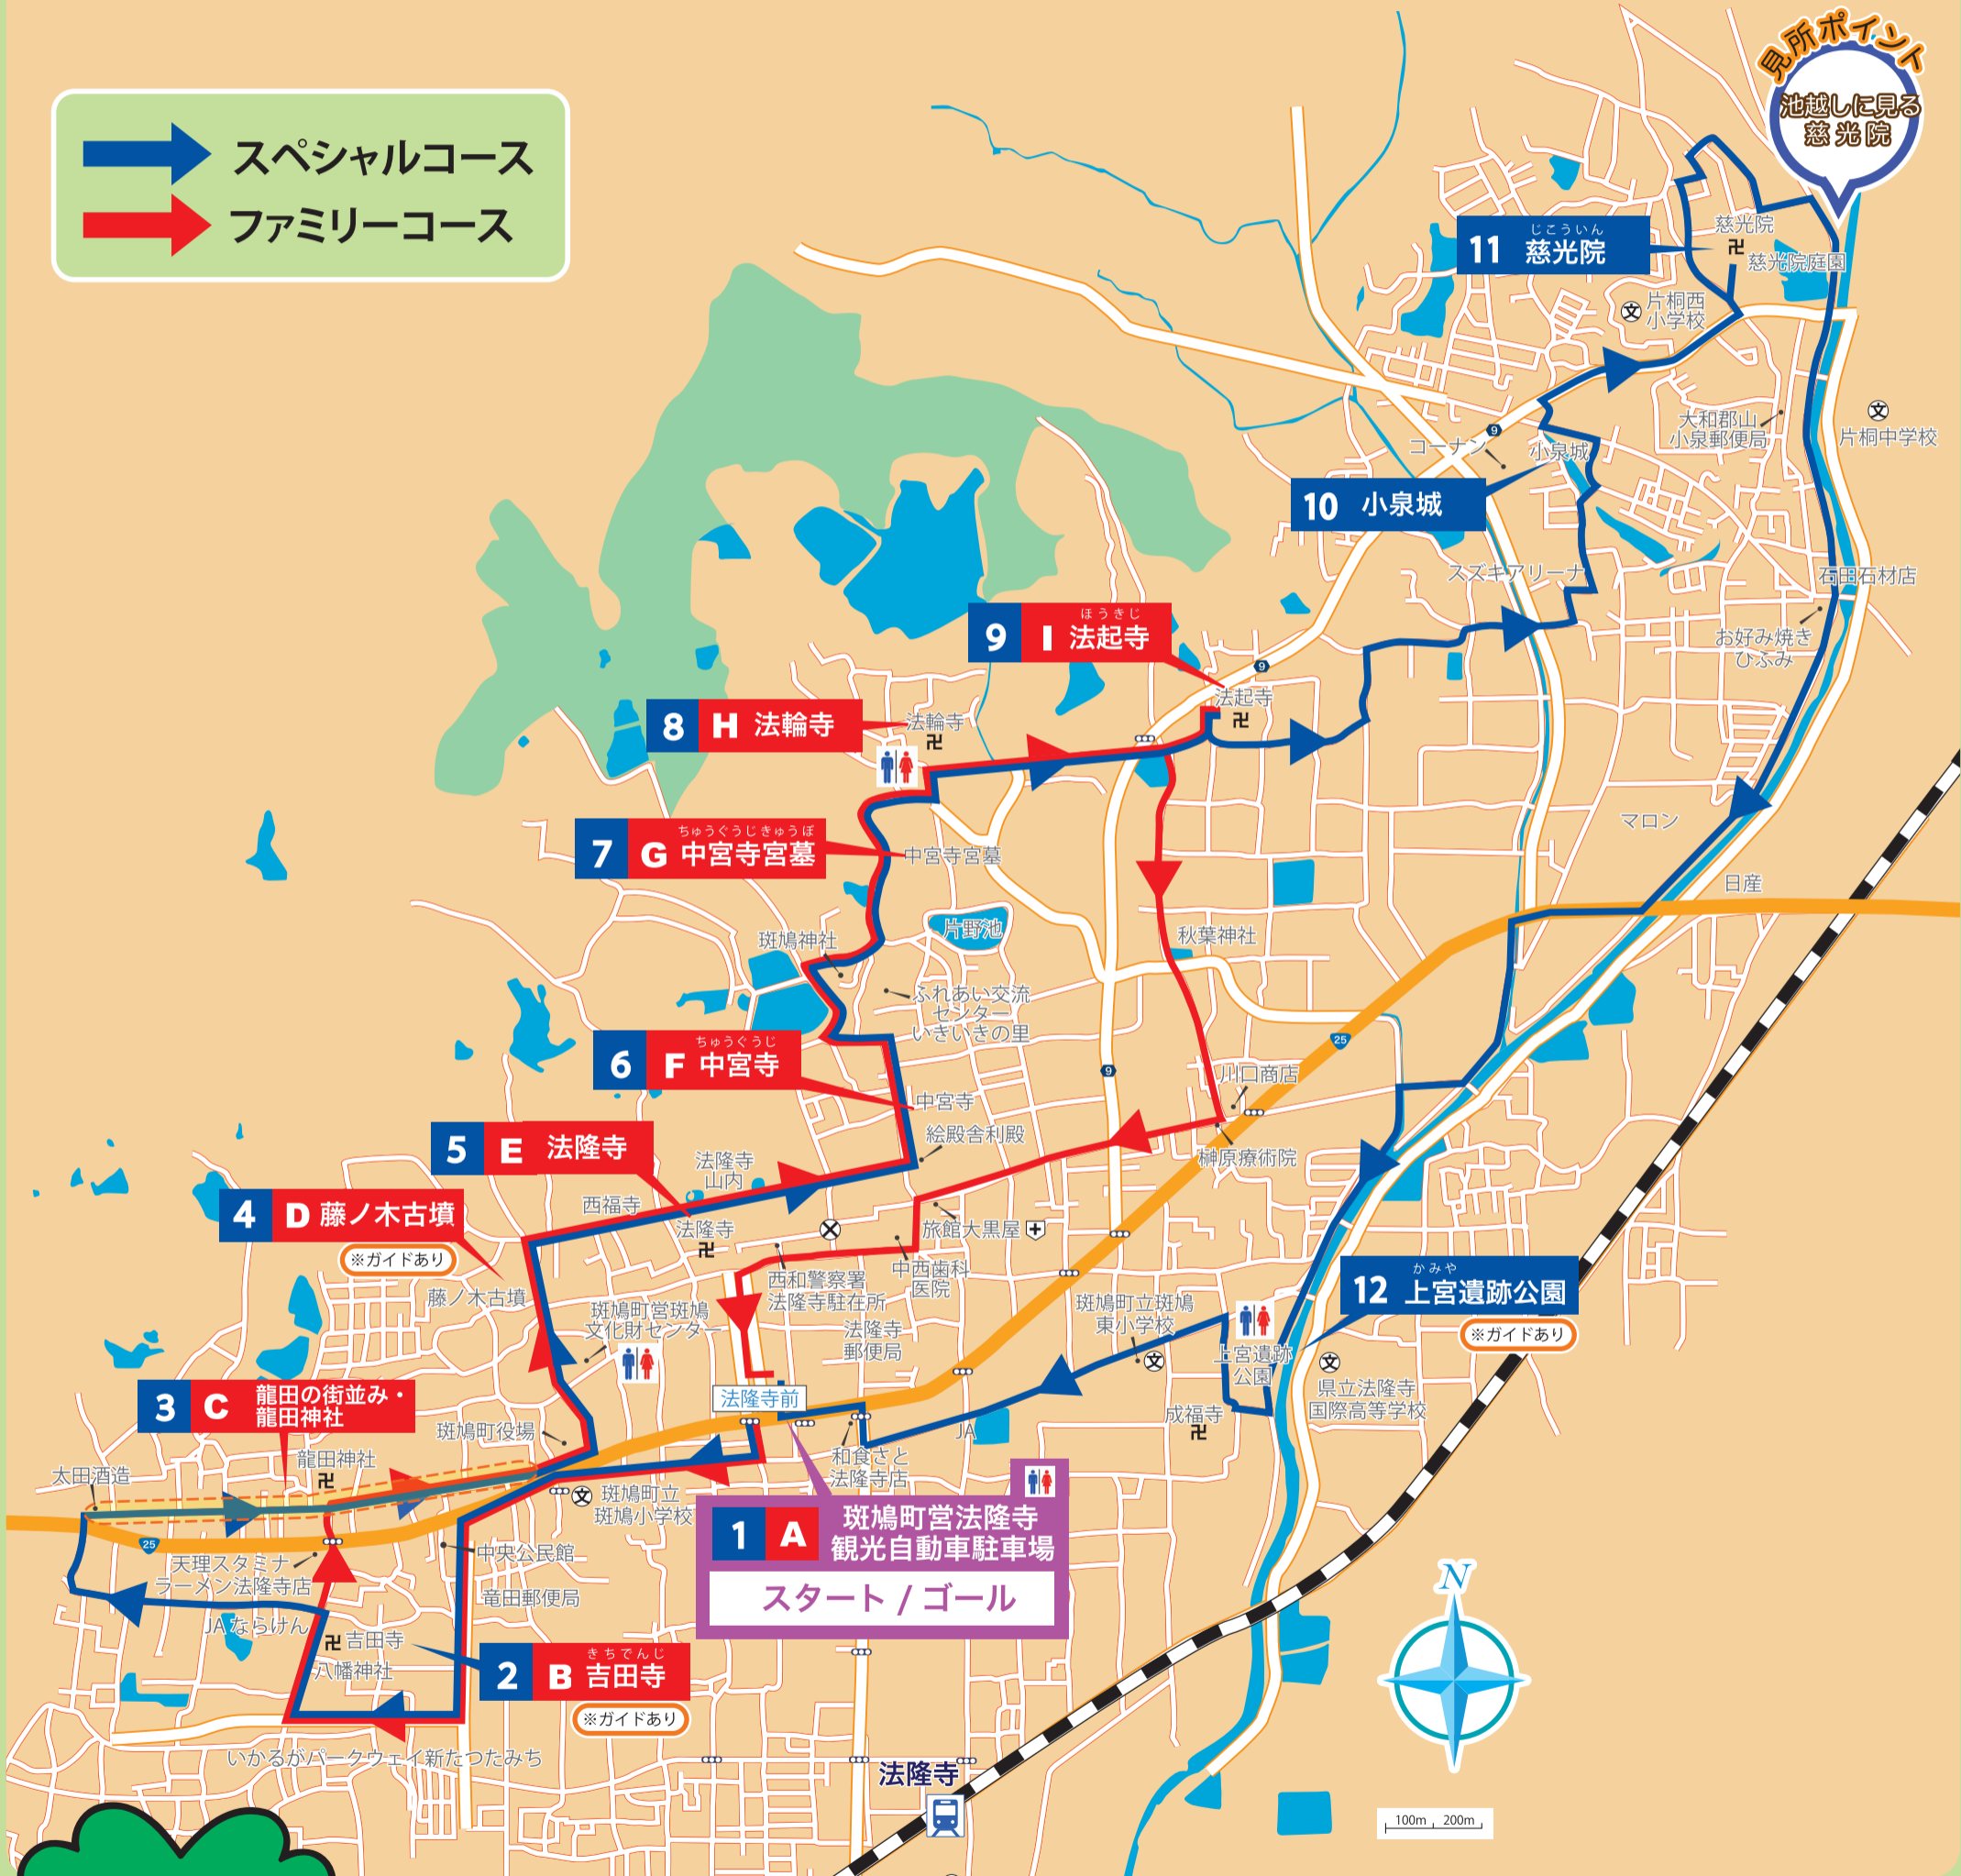 スペシャルコース
ファミリーコース
見所ポイント
池越しに見る
慈光院
じこういん
11 慈光院
慈光院
慈光院庭園
片桐西
小学校
文
大和郡山
小泉郵便局
文
片桐中学校
9
コーナン
小泉城
10 小泉城
スズキアリーナ
石田石材店
お好み焼き
ひふみ
ほうきじ
9 I 法起寺
9
法起寺
卍
8 H 法輪寺
法輪寺
卍
ちゅうぐうじきゅうぼ
7 G 中宮寺宮墓
中宮寺宮墓
マロン
日産
片野池
斑鳩神社
秋葉神社
ふれあい交流
センター
いきいきの里
25
ちゅうぐうじ
6 F 中宮寺
中宮寺
9
川口商店
絵殿舎利殿
榊原療術院
5 E 法隆寺
法隆寺
山内
西福寺
法隆寺
卍
旅館大黒屋
4 D 藤ノ木古墳
※ガイドあり
藤ノ木古墳
西和警察署
法隆寺駐在所
中西歯科
医院
斑鳩町営斑鳩
文化財センター
法隆寺
郵便局
斑鳩町立斑鳩
東小学校
文
かみや
12 上宮遺跡公園
※ガイドあり
上宮遺跡
公園
文
県立法隆寺
国際高等学校
法隆寺前
3 C 龍田の街並み・
龍田神社
斑鳩町役場
成福寺
卍
JA
和食さと
法隆寺店
太田酒造
龍田神社
卍
文
斑鳩町立
斑鳩小学校
1 A 斑鳩町営法隆寺
観光自動車駐車場
スタート / ゴール
25
天理スタミナ
ラーメン法隆寺店
中央公民館
竜田郵便局
JAならけん
卍 吉田寺
八幡神社
きちでんじ
2 B 吉田寺
※ガイドあり
いかるがパークウェイ新たつたみち
法隆寺
N
100m 200m